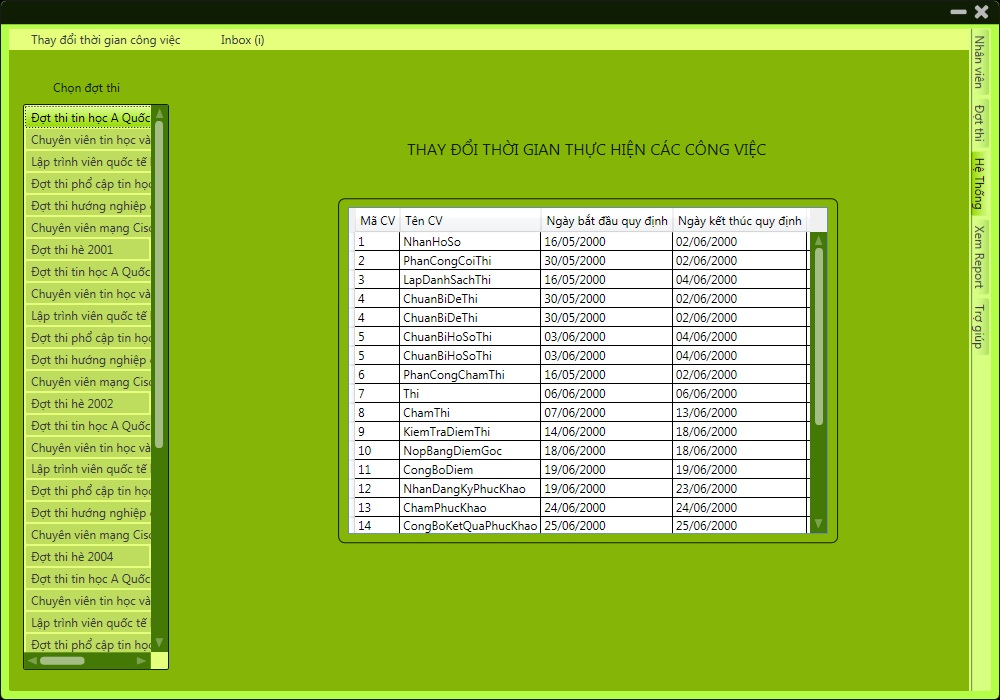 Thay đổi thời gian công việc Inbox (i)
Chọn đợt thi
Đợt thi tin học A Quốc
Chuyên viên tin học và
Lập trình viên quốc tế
Đợt thi phổ cập tin học
Đợt thi hướng nghiệp
Chuyên viên mạng Cisc
Đợt thi hè 2001
Đợt thi tin học A Quốc
Chuyên viên tin học và
Lập trình viên quốc tế
Đợt thi phổ cập tin học
Đợt thi hướng nghiệp
Chuyên viên mạng Cisc
Đợt thi hè 2002
Đợt thi tin học A Quốc
Chuyên viên tin học và
Lập trình viên quốc tế
Đợt thi phổ cập tin học
Đợt thi hướng nghiệp
Chuyên viên mạng Cisc
Đợt thi hè 2004
Đợt thi tin học A Quốc
Chuyên viên tin học và
Lập trình viên quốc tế
Đợt thi phổ cập tin học
THAY ĐỔI THỜI GIAN THỰC HIỆN CÁC CÔNG VIỆC
Mã CV Tên CV Ngày bắt đầu quy định Ngày kết thúc quy định
1 NhanHoSo 16/05/2000 02/06/2000
2 PhanCongCoiThi 30/05/2000 02/06/2000
3 LapDanhSachThi 16/05/2000 04/06/2000
4 ChuanBiDeThi 30/05/2000 02/06/2000
4 ChuanBiDeThi 30/05/2000 02/06/2000
5 ChuanBiHoSoThi 03/06/2000 04/06/2000
5 ChuanBiHoSoThi 03/06/2000 04/06/2000
6 PhanCongChamThi 16/05/2000 02/06/2000
7 Thi 06/06/2000 06/06/2000
8 ChamThi 07/06/2000 13/06/2000
9 KiemTraDiemThi 14/06/2000 18/06/2000
10 NopBangDiemGoc 18/06/2000 18/06/2000
11 CongBoDiem 19/06/2000 19/06/2000
12 NhanDangKyPhucKhao 19/06/2000 23/06/2000
13 ChamPhucKhao 24/06/2000 24/06/2000
14 CongBoKetQuaPhucKhao 25/06/2000 25/06/2000
Nhân viên
Đợt thi
Hệ Thống
Xem Report
Trợ giúp